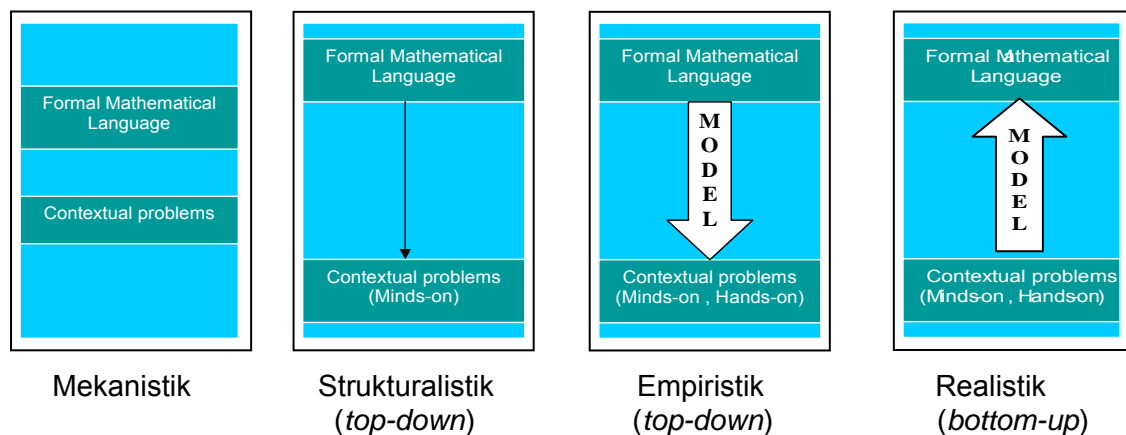 Formal Mathematical
Language
Contextual problems
Mekanistik
Formal Mathematical
Language
Contextual problems
(Minds-on)
Strukturalistik
(top-down)
Formal Mathematical
Language
MODEL
Contextual problems
(Minds-on , Hands-on)
Empiristik
(top-down)
Formal Mathematical
Language
MODEL
Contextual problems
(Minds-on , Hands-on)
Realistik
(bottom-up)